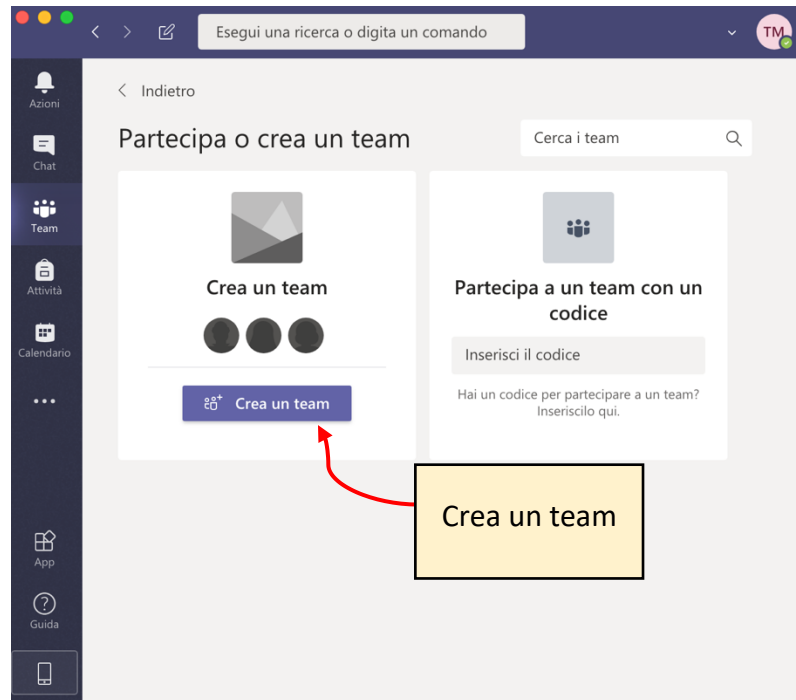 Esegui una ricerca o digita un comando
TM
Azioni
Chat
Team
Attività
Calendario
App
Guida
Indietro
Partecipa o crea un team
Cerca i team
Crea un team
Crea un team
Partecipa a un team con un
codice
Inserisci il codice
Hai un codice per partecipare a un team?
Inseriscilo qui.
Crea un team